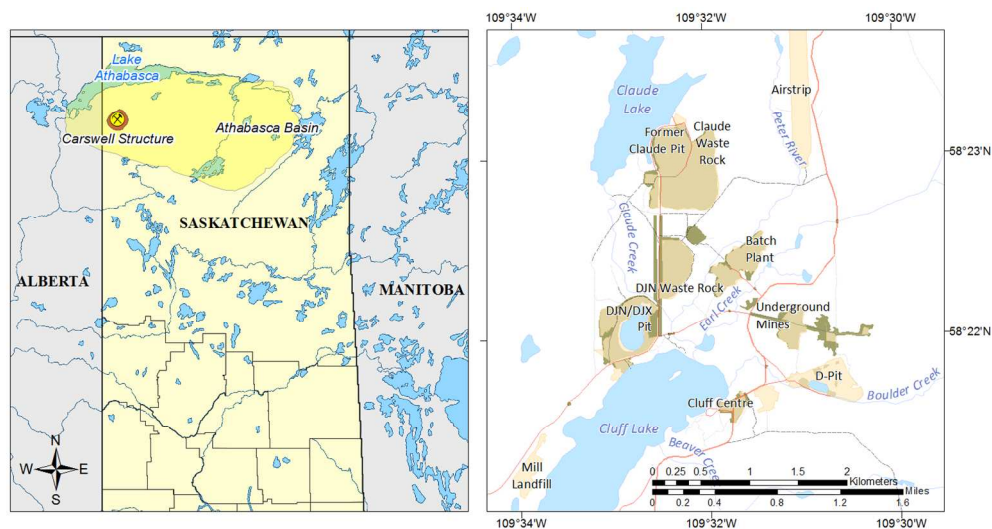 Lake
Athabasca
Carswell Structure
Athabasca Basin
SASKATCHEWAN
ALBERTA
MANITOBA
N
W
E
S
109°34'W
109°32'W
109°30'W
Claude
Lake
Airstrip
Former
Claude Pit
Claude
Waste
Rock
Peter River
58°23'N
Claude Creek
Batch
Plant
DJN Waste Rock
DJN/DJX
Pit
Earl Creek
Underground
Mines
58°22'N
D-Pit
Boulder Creek
Cluff Centre
Cluff Lake
Beaver Creek
Mill
Landfill
0 0.25 0.5 1 1.5 2
Kilometers
0 0.2 0.4 0.8 1.2 1.6
Miles
109°34'W
109°32'W
109°30'W